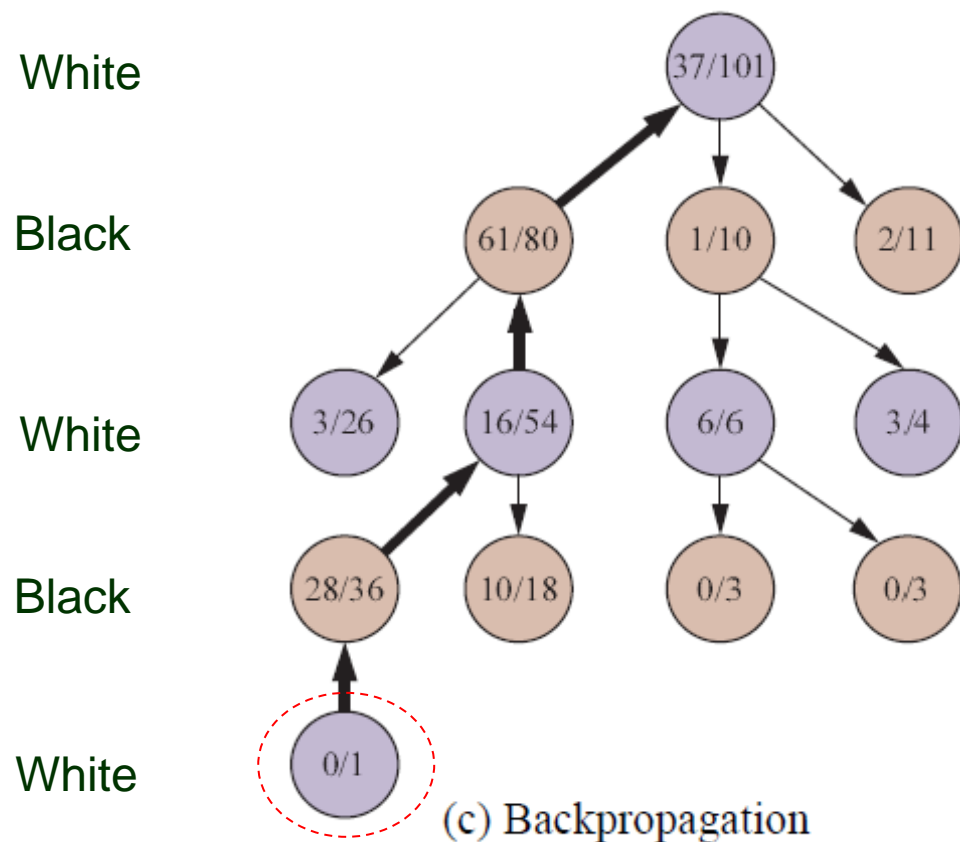 White 37/101
Black 61/80 1/10 2/11
White 3/26 16/54 6/6 3/4
Black 28/36 10/18 0/3 0/3
White 0/1
(c) Backpropagation